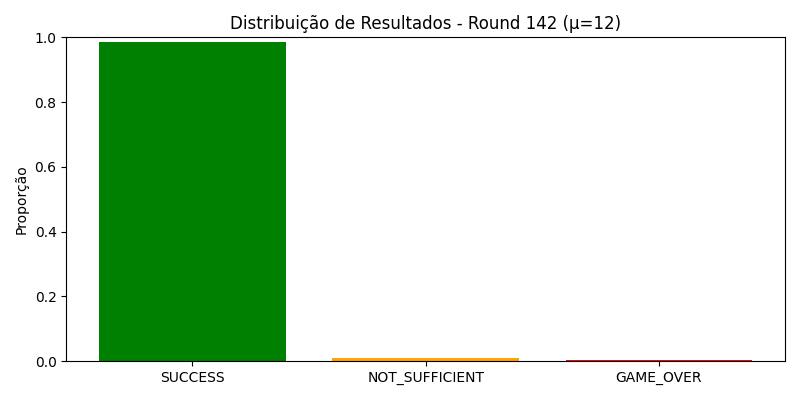 Distribuição de Resultados - Round 142 (μ=12)
Proporção
1.0
0.8
0.6
0.4
0.2
0.0
SUCCESS
NOT_SUFFICIENT
GAME_OVER